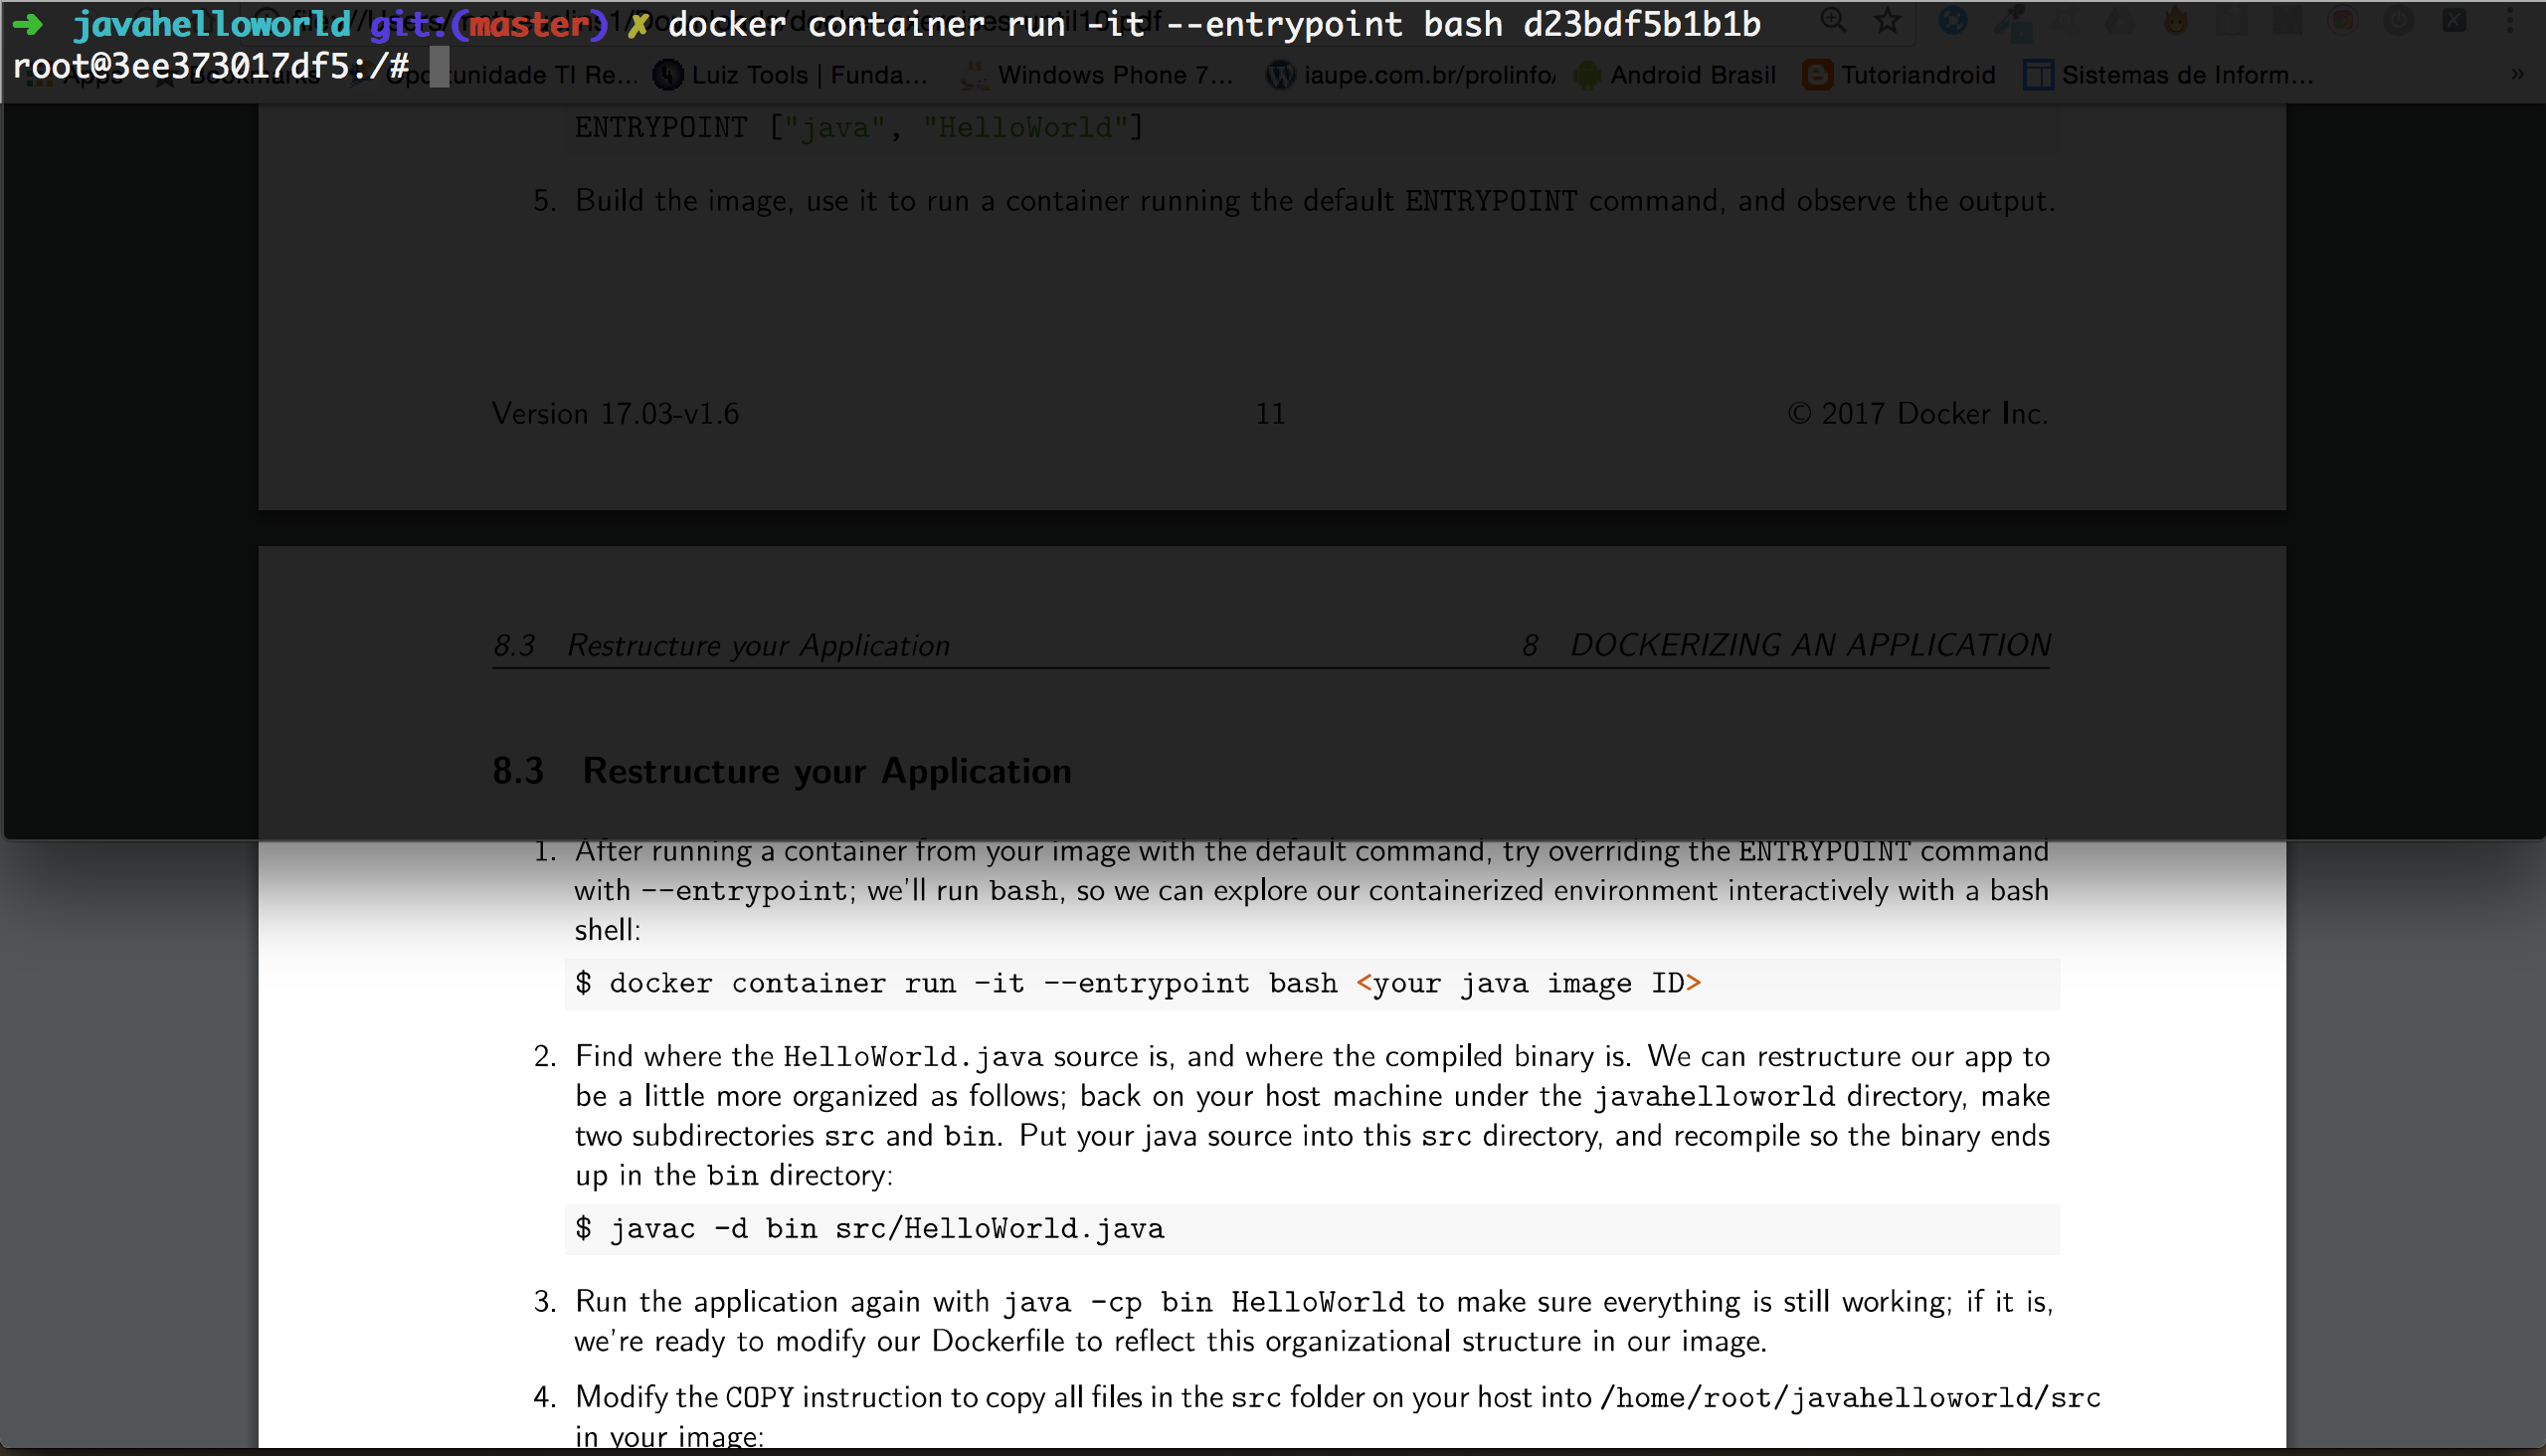 ➜ javahelloworld git:(master) ✗ docker container run -it --entrypoint bash d23bdf5b1b1b
root@3ee373017df5:/#
Luiz Tools | Funda... Windows Phone 7... iaupe.com.br/prolinfo/ Android Brasil Tutoriandroid Sistemas de Inform... »
ENTRYPOINT ["java", "HelloWorld"]
5. Build the image, use it to run a container running the default ENTRYPOINT command, and observe the output.
Version 17.03-v1.6 11 © 2017 Docker Inc.
8.3 Restructure your Application 8 DOCKERIZING AN APPLICATION
8.3 Restructure your Application
1. After running a container from your image with the default command, try overriding the ENTRYPOINT command
with --entrypoint; we'll run bash, so we can explore our containerized environment interactively with a bash
shell:
$ docker container run -it --entrypoint bash <your java image ID>
2. Find where the HelloWorld.java source is, and where the compiled binary is. We can restructure our app to
be a little more organized as follows; back on your host machine under the javahelloworld directory, make
two subdirectories src and bin. Put your java source into this src directory, and recompile so the binary ends
up in the bin directory:
$ javac -d bin src/HelloWorld.java
3. Run the application again with java -cp bin HelloWorld to make sure everything is still working; if it is,
we're ready to modify our Dockerfile to reflect this organizational structure in our image.
4. Modify the COPY instruction to copy all files in the src folder on your host into /home/root/javahelloworld/src
in your image: